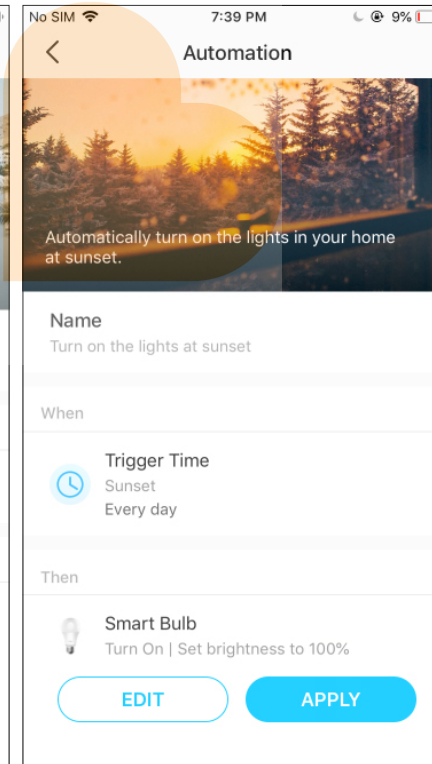 No SIM 7:39 PM 9%
Automation
Automatically turn on the lights in your home
at sunset.
Name
Turn on the lights at sunset
When
Trigger Time
Sunset
Every day
Then
Smart Bulb
Turn On | Set brightness to 100%
EDIT APPLY